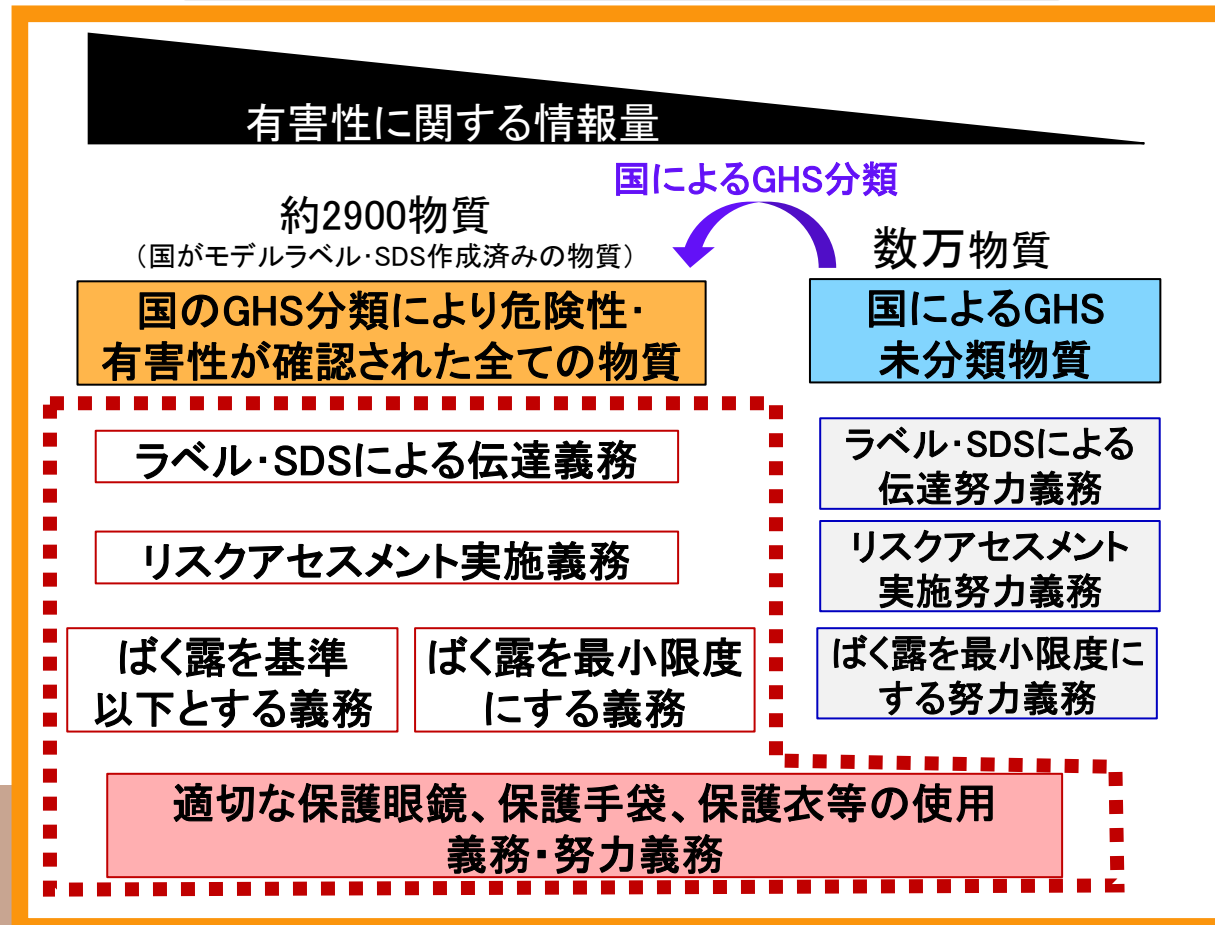 有害性に関する情報量
国によるGHS分類
約2900物質
（国がモデルラベル・SDS作成済みの物質）
数万物質
国のGHS分類により危険性・
有害性が確認された全ての物質
国によるGHS
未分類物質
ラベル・SDSによる伝達義務
ラベル・SDSによる
伝達努力義務
リスクアセスメント実施義務
リスクアセスメント
実施努力義務
ばく露を基準
以下とする義務
ばく露を最小限度
にする義務
ばく露を最小限度に
する努力義務
適切な保護眼鏡、保護手袋、保護衣等の使用
義務・努力義務